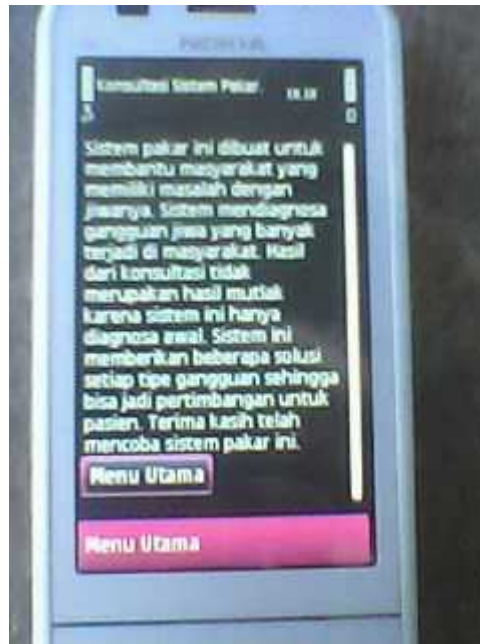 NOKIA
Konsultasi Sistem Pakar.
Sistem pakar ini dibuat untuk
membantu masyarakat yang
memiliki masalah dengan
jiwanya. Sistem mendiagnosa
gangguan jiwa yang banyak
terjadi di masyarakat. Hasil
dari konsultasi tidak
merupakan hasil mutlak
karena sistem ini hanya
diagnosa awal. Sistem ini
memberikan beberapa solusi
setiap tipe gangguan sehingga
bisa jadi pertimbangan untuk
pasien. Terima kasih telah
mencoba sistem pakar ini.
Menu Utama
Menu Utama